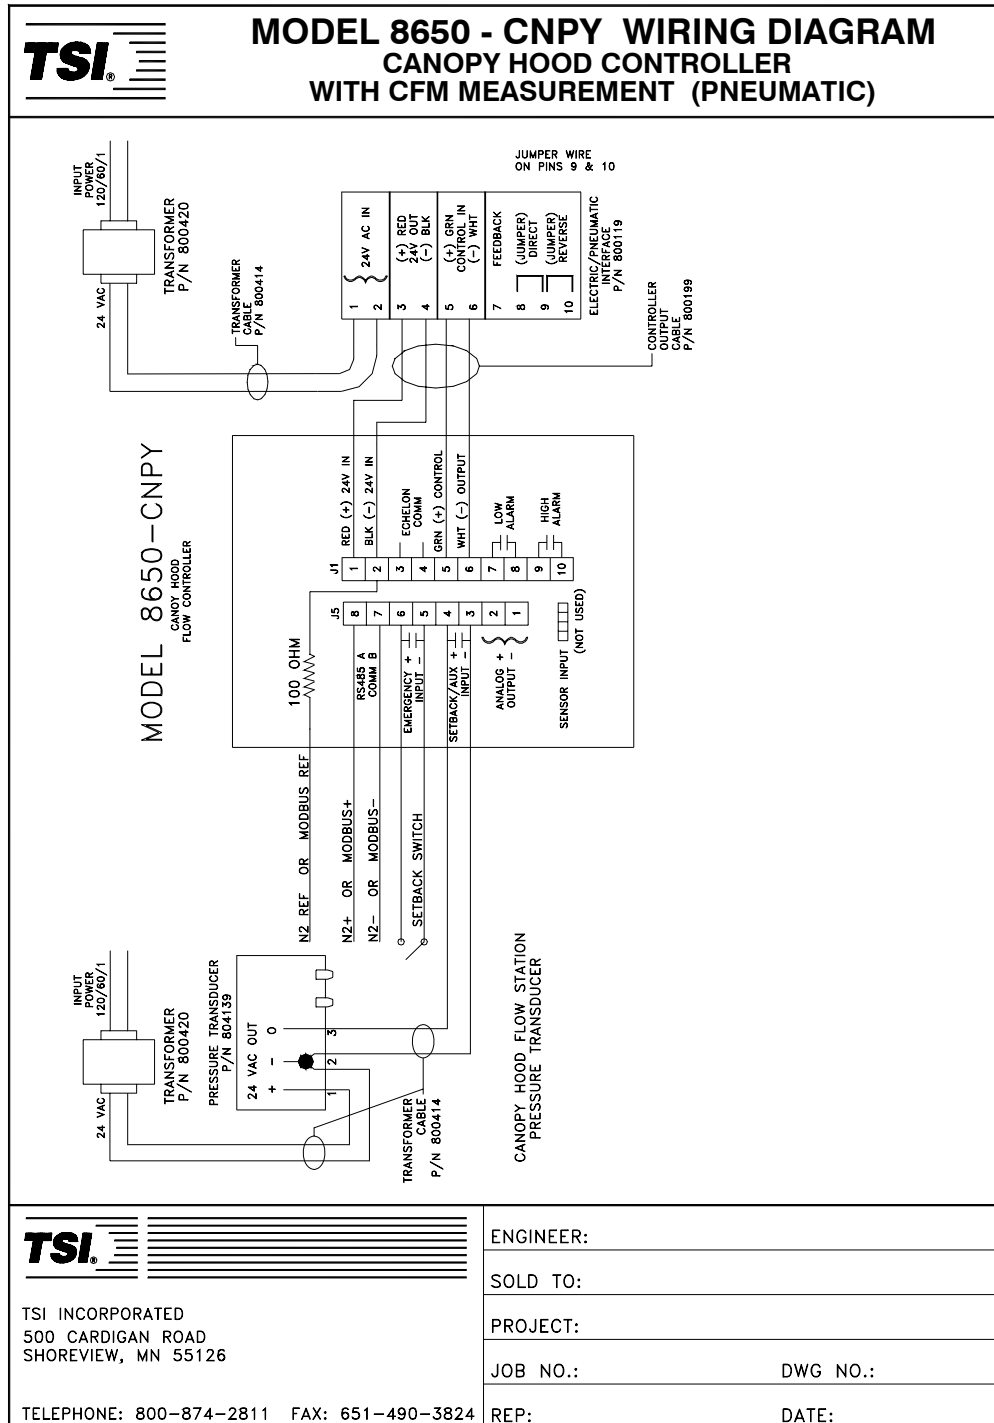 TSI®
MODEL 8650 - CNPY WIRING DIAGRAM
CANOPY HOOD CONTROLLER
WITH CFM MEASUREMENT (PNEUMATIC)
INPUT
POWER
120/60/1
TRANSFORMER
P/N 800420
24 VAC
TRANSFORMER
CABLE
P/N 800414
JUMPER WIRE
ON PINS 9 & 10
24V AC IN
(+) RED
24V OUT
(-) BLK
(+) GRN
CONTROL IN
(-) WHT
FEEDBACK
(JUMPER)
DIRECT
(JUMPER)
REVERSE
1
2
3
4
5
6
7
8
9
10
ELECTRIC/PNEUMATIC
INTERFACE
P/N 800119
CONTROLLER
OUTPUT
CABLE
P/N 800199
MODEL 8650-CNPY
CANOY HOOD
FLOW CONTROLLER
RED (+) 24V IN
BLK (-) 24V IN
ECHELON
COMM
GRN (+) CONTROL
WHT (-) OUTPUT
LOW
ALARM
HIGH
ALARM
J1
1
2
3
4
5
6
7
8
9
10
J5
8
7
6
5
4
3
2
1
100 OHM
RS485 A
COMM B
EMERGENCY +
INPUT -
SETBACK/AUX +
INPUT -
ANALOG +
OUTPUT -
SENSOR INPUT
(NOT USED)
N2 REF OR MODBUS REF
N2+ OR MODBUS+
N2- OR MODBUS-
SETBACK SWITCH
INPUT
POWER
120/60/1
TRANSFORMER
P/N 800420
24 VAC
PRESSURE TRANSDUCER
P/N 804139
24 VAC OUT
+ - O
1
2
3
TRANSFORMER
CABLE
P/N 800414
CANOPY HOOD FLOW STATION
PRESSURE TRANSDUCER
TSI®
TSI INCORPORATED
500 CARDIGAN ROAD
SHOREVIEW, MN 55126
TELEPHONE: 800-874-2811 FAX: 651-490-3824
ENGINEER:
SOLD TO:
PROJECT:
JOB NO.: DWG NO.:
REP: DATE: